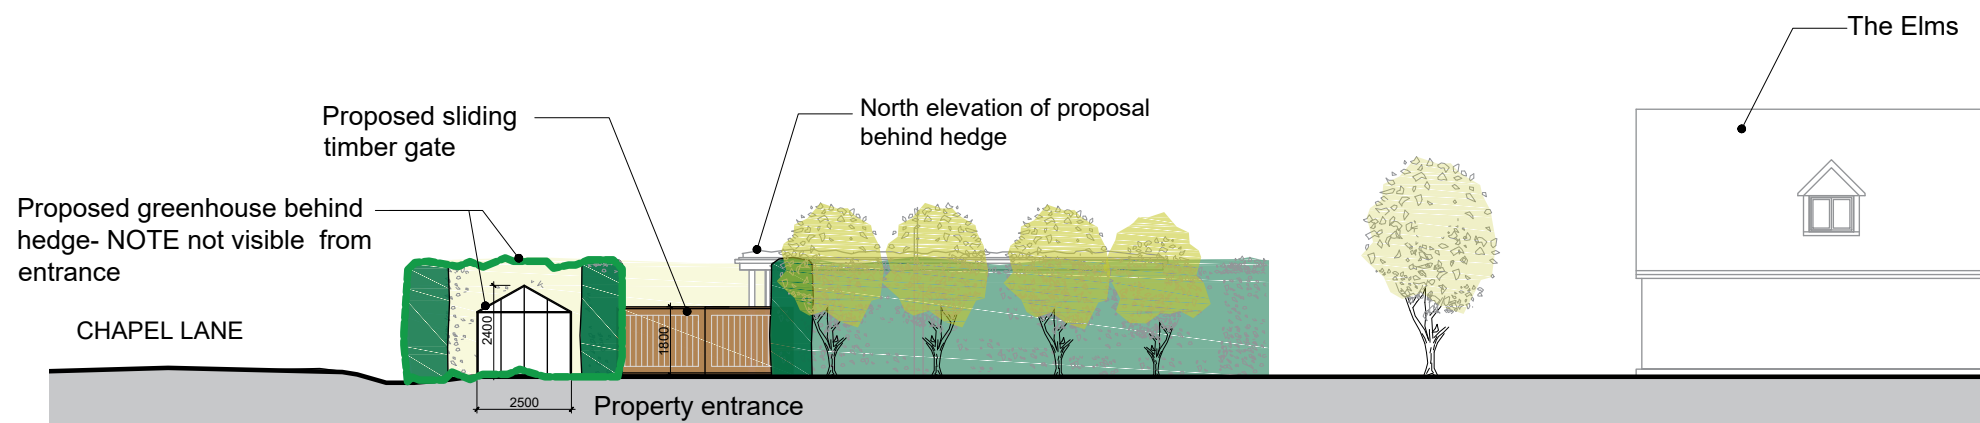 The Elms
North elevation of proposal
behind hedge
Proposed sliding
timber gate
Proposed greenhouse behind
hedge- NOTE not visible from
entrance
CHAPEL LANE
2400
1800
2500
Property entrance